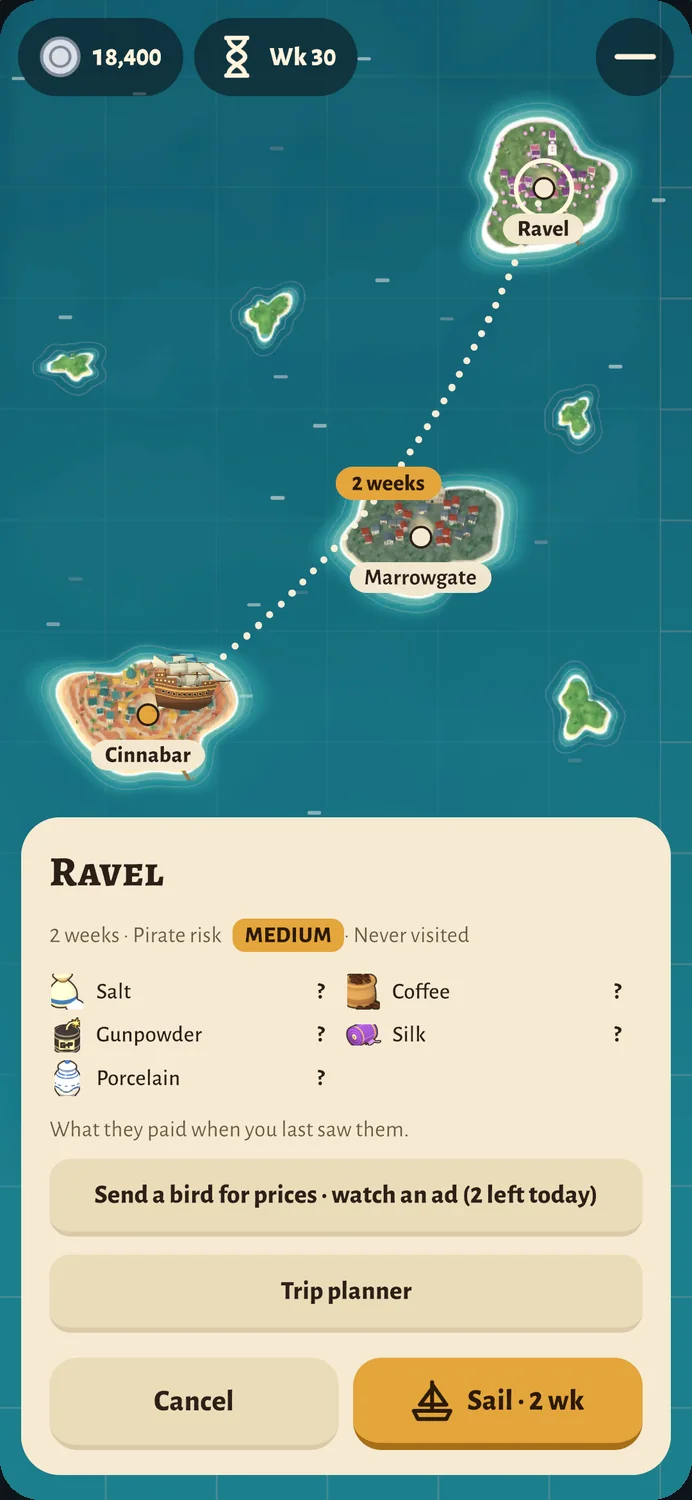 18,400
Wk 30
Ravel
2 weeks
Marrowgate
Cinnabar
Ravel
2 weeks · Pirate risk MEDIUM · Never visited
Salt ? Coffee ?
Gunpowder ? Silk ?
Porcelain ?
What they paid when you last saw them.
Send a bird for prices · watch an ad (2 left today)
Trip planner
Cancel
Sail · 2 wk